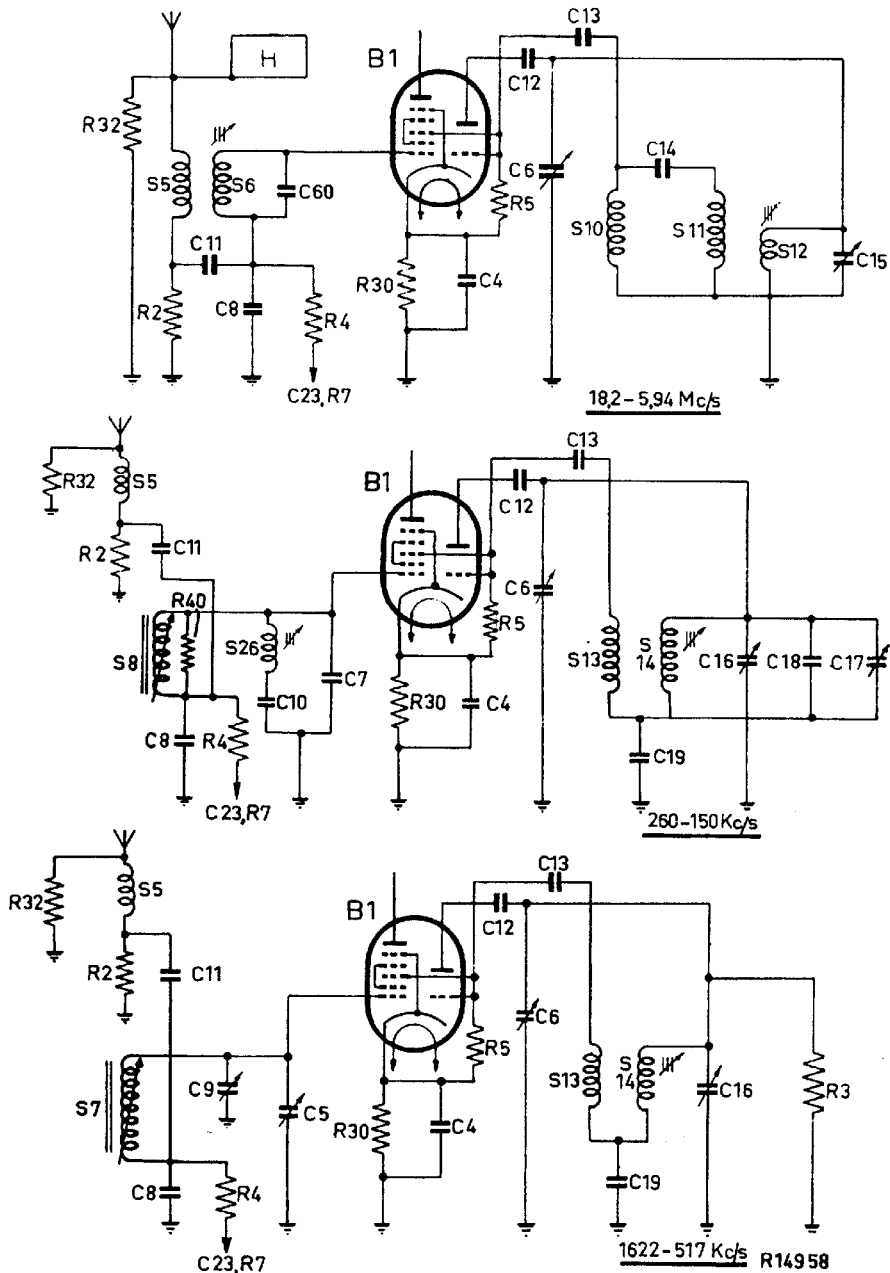 C13
H
B1
C12
R32
C14
S5
S6
C60
C6
R5
S10
S11
S12
C15
C11
R30
C4
R2
C8
R4
C23,R7
18,2-5,94 Mc/s
C13
R32
S5
B1
C12
R2
C11
C6
R40
R5
S8
S26
C7
S13
S 14
C16
C18
C17
C10
R30
C4
C8
R4
C19
C23,R7
260-150 Kc/s
C13
R32
S5
B1
C12
R2
C11
C6
R5
S7
C9
C5
S13
S 14
C16
R3
R30
C4
C8
R4
C19
C23,R7
1622-517 Kc/s R14958